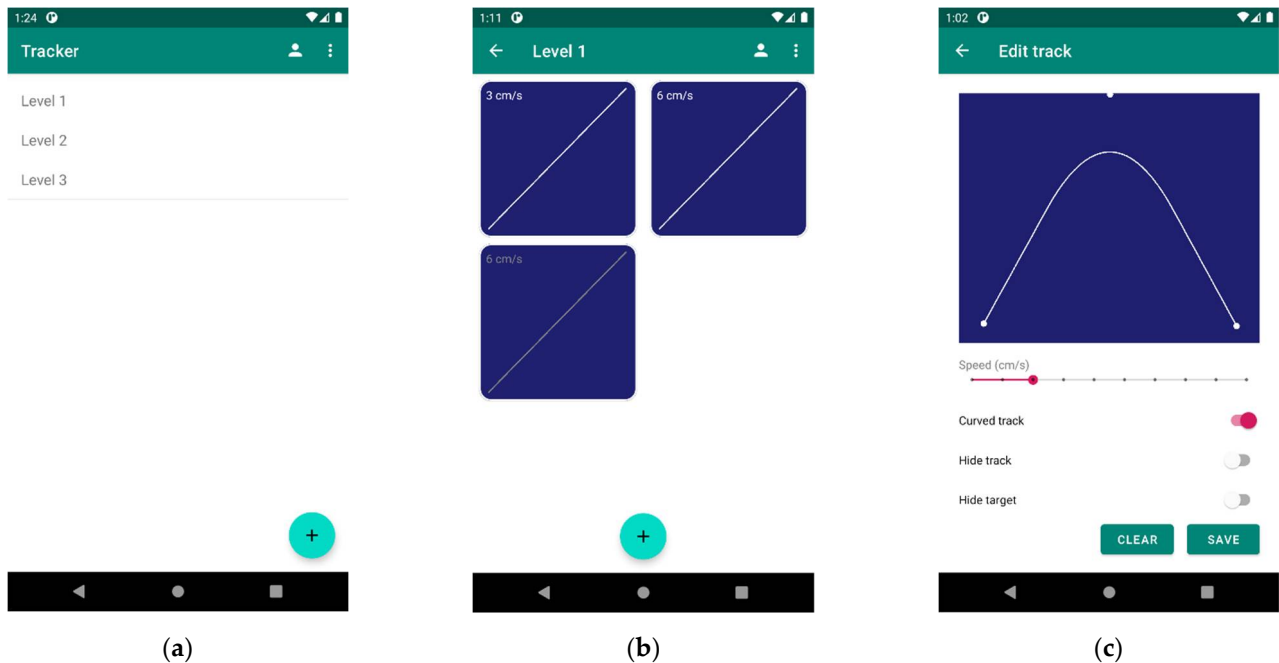 1:24
Tracker
Level 1
Level 2
Level 3
+
(a)
1:11
Level 1
3 cm/s
6 cm/s
6 cm/s
+
(b)
1:02
Edit track
Speed (cm/s)
Curved track
Hide track
Hide target
CLEAR SAVE
(c)